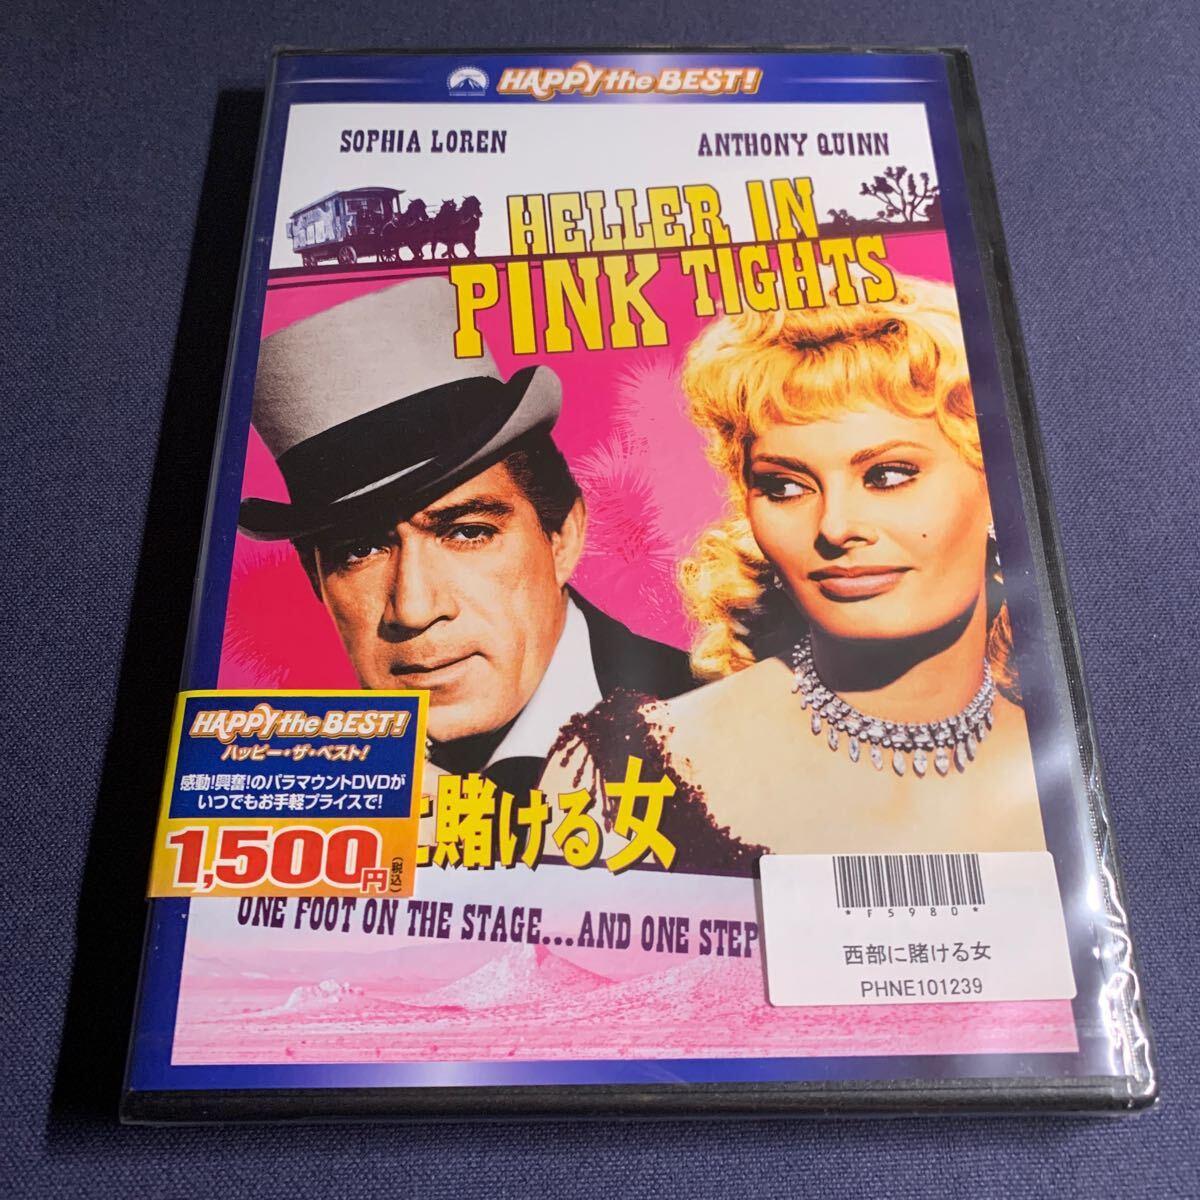 HAPPY the BEST!
SOPHIA LOREN
ANTHONY QUINN
HELLER IN
PINK TIGHTS
HAPPY the BEST!
ハッピー・ザ・ベスト!
感動!興奮!のパラマウントDVDが
いつでもお手軽プライスで!
1,500円(税込)
に賭ける女
ONE FOOT ON THE STAGE...AND ONE STEP
*F5980*
西部に賭ける女
PHNE101239